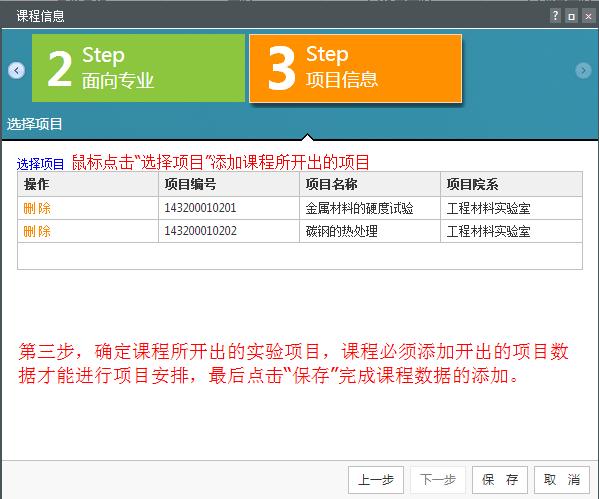 课程信息
2 Step 面向专业
3 Step 项目信息
选择项目
选择项目 鼠标点击“选择项目”添加课程所开出的项目
操作 项目编号 项目名称 项目院系
删除 143200010201 金属材料的硬度试验 工程材料实验室
删除 143200010202 碳钢的热处理 工程材料实验室
第三步，确定课程所开出的实验项目，课程必须添加开出的项目数
据才能进行项目安排，最后点击“保存”完成课程数据的添加。
上一步 下一步 保 存 取 消